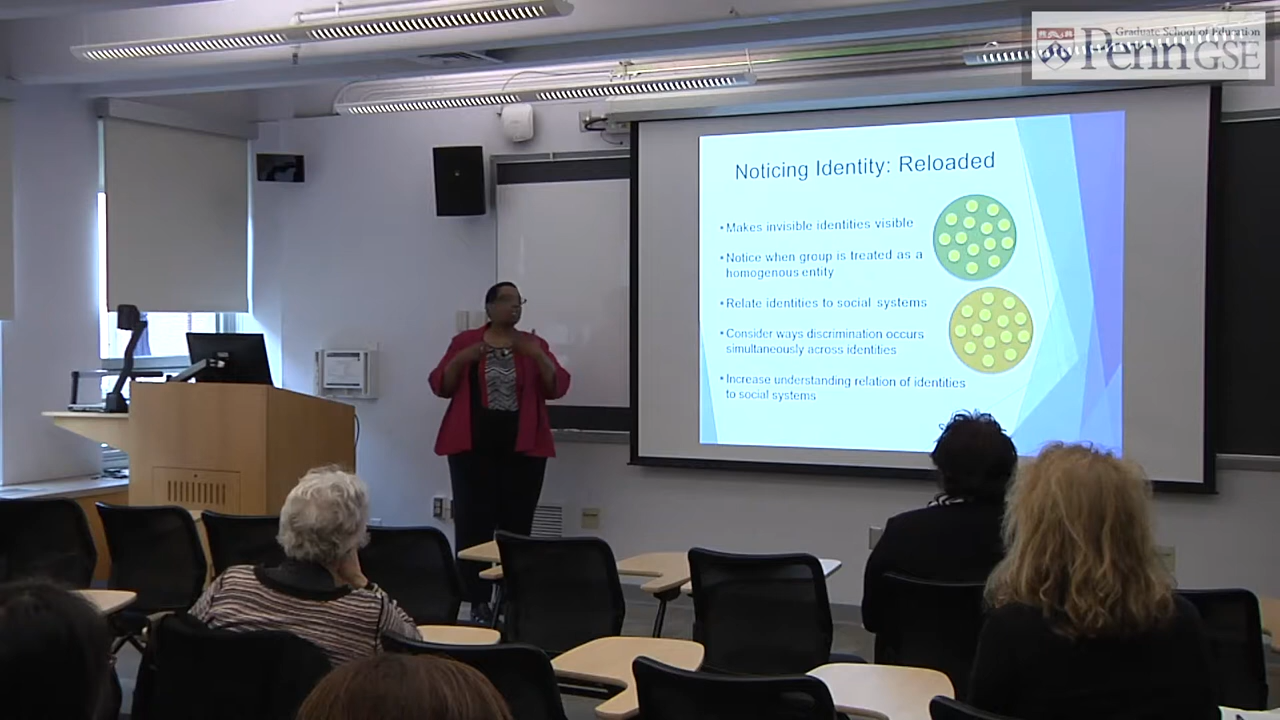 Graduate School of Education
PennGSE
Noticing Identity: Reloaded
• Makes invisible identities visible
• Notice when group is treated as a
homogenous entity
• Relate identities to social systems
• Consider ways discrimination occurs
simultaneously across identities
• Increase understanding relation of identities
to social systems